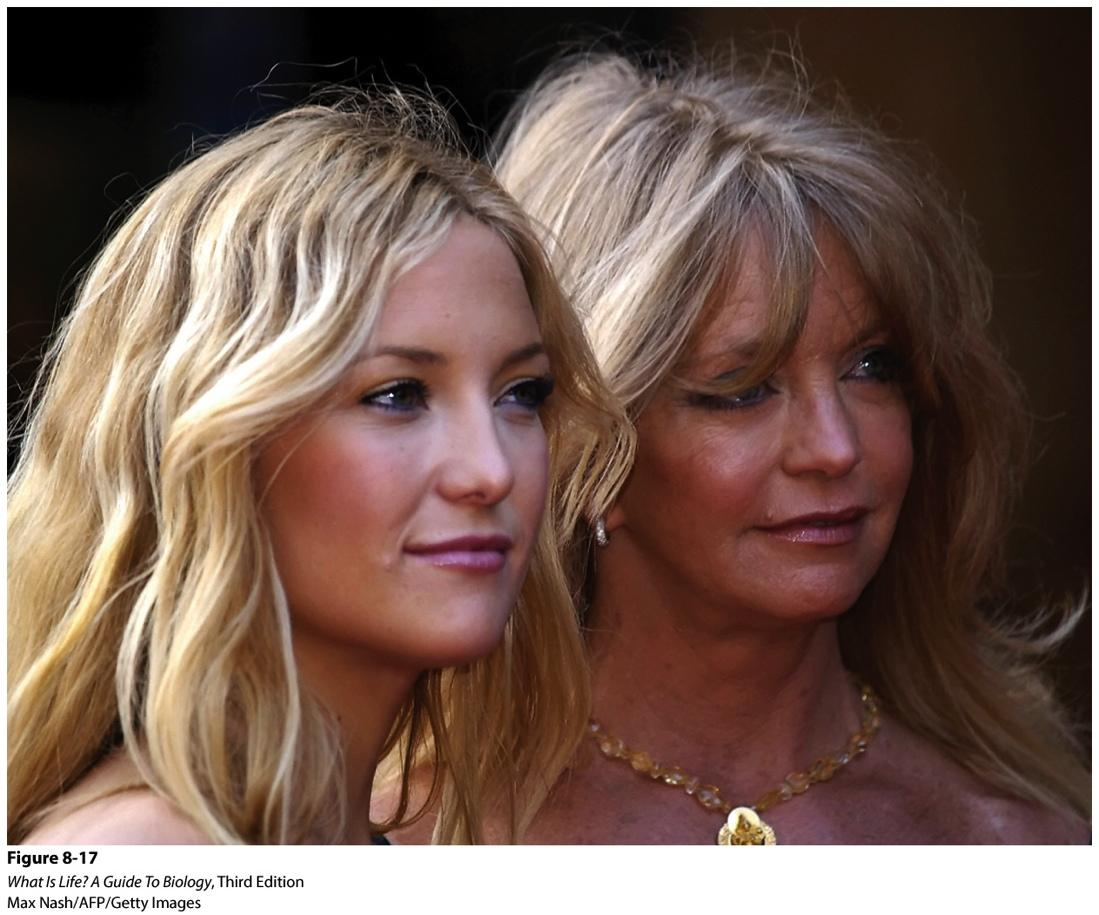 Figure 8-17
What Is Life? A Guide To Biology, Third Edition
Max Nash/AFP/Getty Images